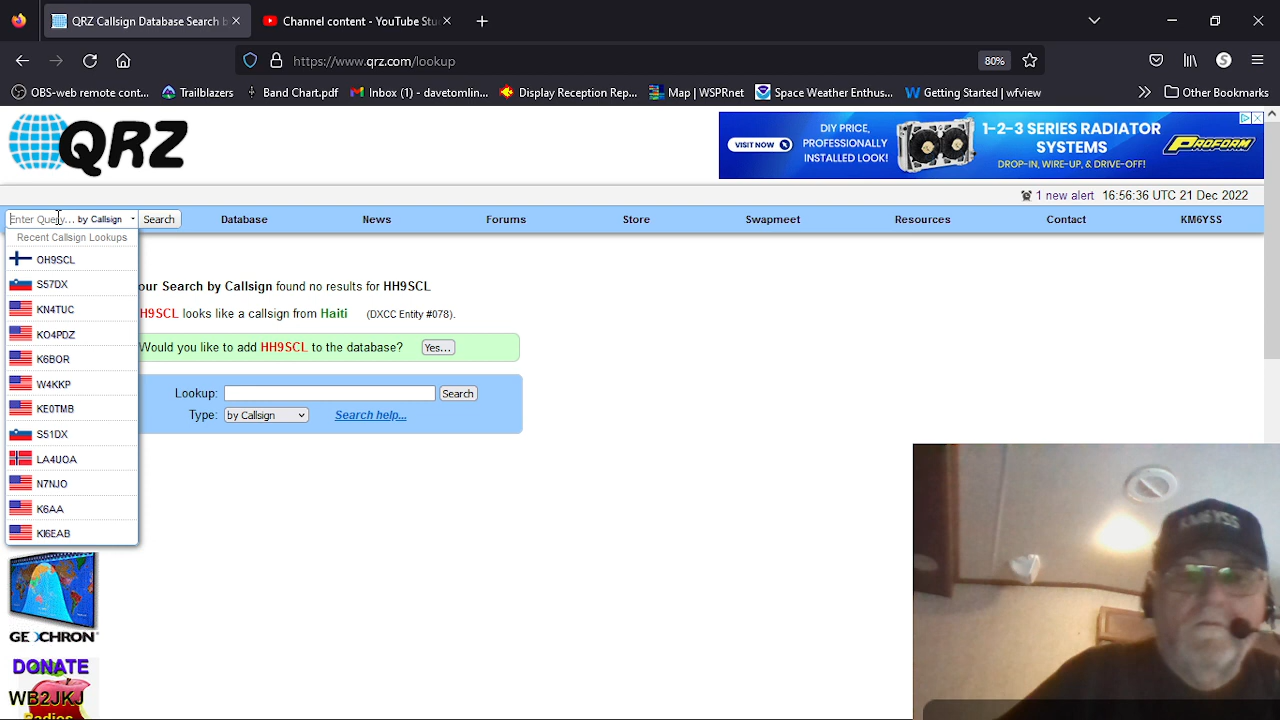 QRZ Callsign Database Search b
Channel content - YouTube Stu
https://www.qrz.com/lookup
80%
S
OBS-web remote cont...
Trailblazers
Band Chart.pdf
Inbox (1) - davetomlin...
Display Reception Rep...
Map | WSPRnet
Space Weather Enthus...
Getting Started | wfview
Other Bookmarks
QRZ
VISIT NOW
DIY PRICE,
PROFESSIONALLY
INSTALLED LOOK!
1-2-3 SERIES RADIATOR
SYSTEMS
DROP-IN, WIRE-UP, & DRIVE-OFF!
PROFORM
1 new alert 16:56:36 UTC 21 Dec 2022
Enter Query... by Callsign Search Database News Forums Store Swapmeet Resources Contact KM6YSS
Recent Callsign Lookups
OH9SCL
S57DX
KN4TUC
KO4PDZ
K6BOR
W4KKP
KE0TMB
S51DX
LA4UOA
N7NJO
K6AA
KI6EAB
our Search by Callsign found no results for HH9SCL
H9SCL looks like a callsign from Haiti (DXCC Entity #078).
Would you like to add HH9SCL to the database? Yes...
Lookup: Search
Type: by Callsign Search help...
GEOCHRON
DONATE
WB2JKJ
Radios
KM6YSS